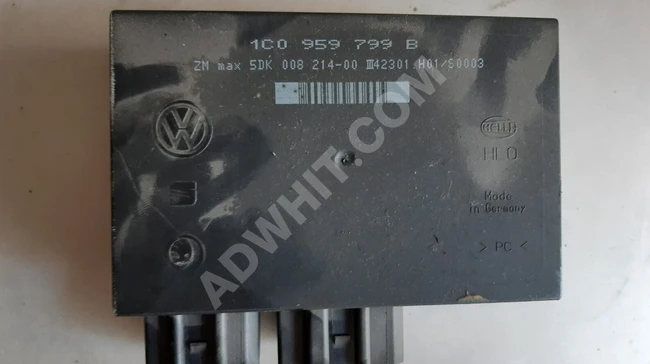 1C0 959 799 B
ZM max 5DK 008 214-00 42301 H01/S0003
HELLA
HLO
Made
in Germany
> PC <
ADWHIT.COM